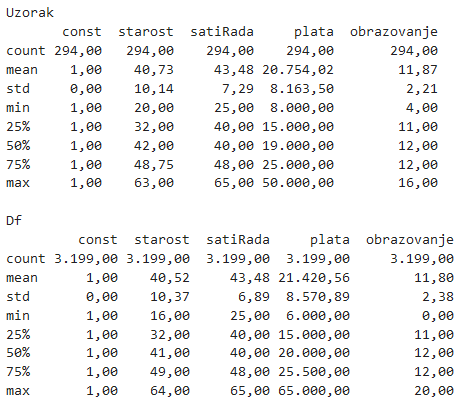 Uzorak
const starost satiRada plata obrazovanje
count 294,00 294,00 294,00 294,00 294,00
mean 1,00 40,73 43,48 20.754,02 11,87
std 0,00 10,14 7,29 8.163,50 2,21
min 1,00 20,00 25,00 8.000,00 4,00
25% 1,00 32,00 40,00 15.000,00 11,00
50% 1,00 42,00 40,00 19.000,00 12,00
75% 1,00 48,75 48,00 25.000,00 12,00
max 1,00 63,00 65,00 50.000,00 16,00
Df
const starost satiRada plata obrazovanje
count 3.199,00 3.199,00 3.199,00 3.199,00 3.199,00
mean 1,00 40,52 43,48 21.420,56 11,80
std 0,00 10,37 6,89 8.570,89 2,38
min 1,00 16,00 25,00 6.000,00 0,00
25% 1,00 32,00 40,00 15.000,00 11,00
50% 1,00 41,00 40,00 20.000,00 12,00
75% 1,00 49,00 48,00 25.500,00 12,00
max 1,00 64,00 65,00 65.000,00 20,00